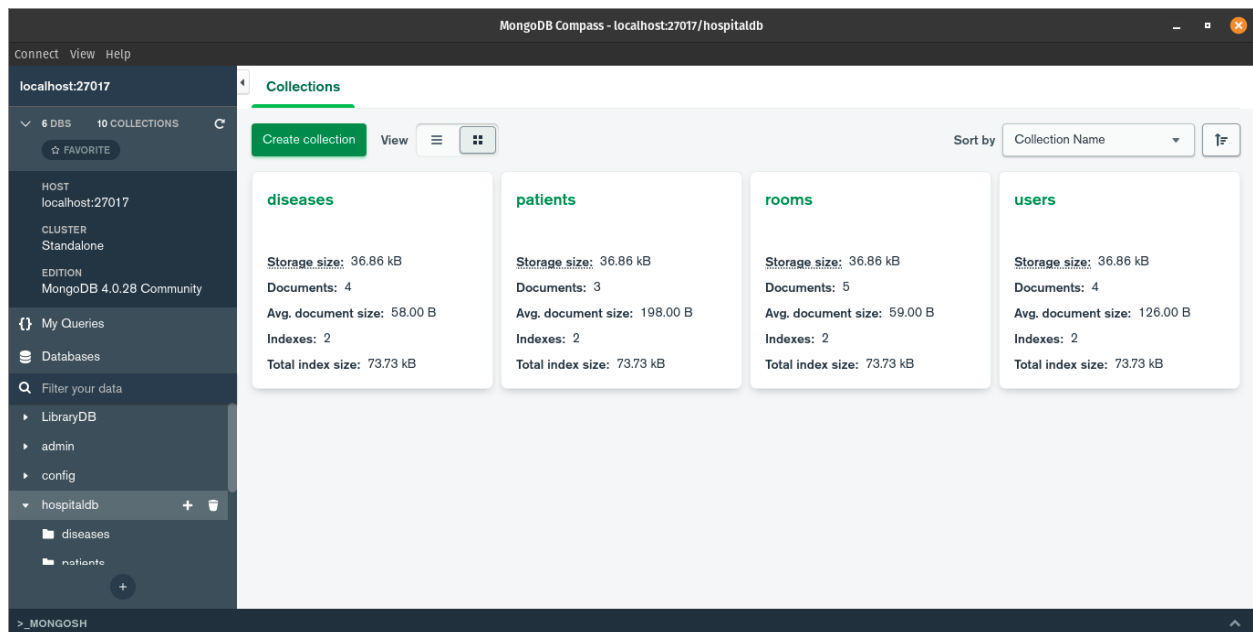 MongoDB Compass - localhost:27017/hospitaldb
Connect View Help
localhost:27017
6 DBS 10 COLLECTIONS
FAVORITE
HOST
localhost:27017
CLUSTER
Standalone
EDITION
MongoDB 4.0.28 Community
{} My Queries
Databases
Filter your data
LibraryDB
admin
config
hospitaldb
diseases
patients
>_MONGOSH
Collections
Create collection View Sort by Collection Name
diseases
Storage size: 36.86 kB
Documents: 4
Avg. document size: 58.00 B
Indexes: 2
Total index size: 73.73 kB
patients
Storage size: 36.86 kB
Documents: 3
Avg. document size: 198.00 B
Indexes: 2
Total index size: 73.73 kB
rooms
Storage size: 36.86 kB
Documents: 5
Avg. document size: 59.00 B
Indexes: 2
Total index size: 73.73 kB
users
Storage size: 36.86 kB
Documents: 4
Avg. document size: 126.00 B
Indexes: 2
Total index size: 73.73 kB